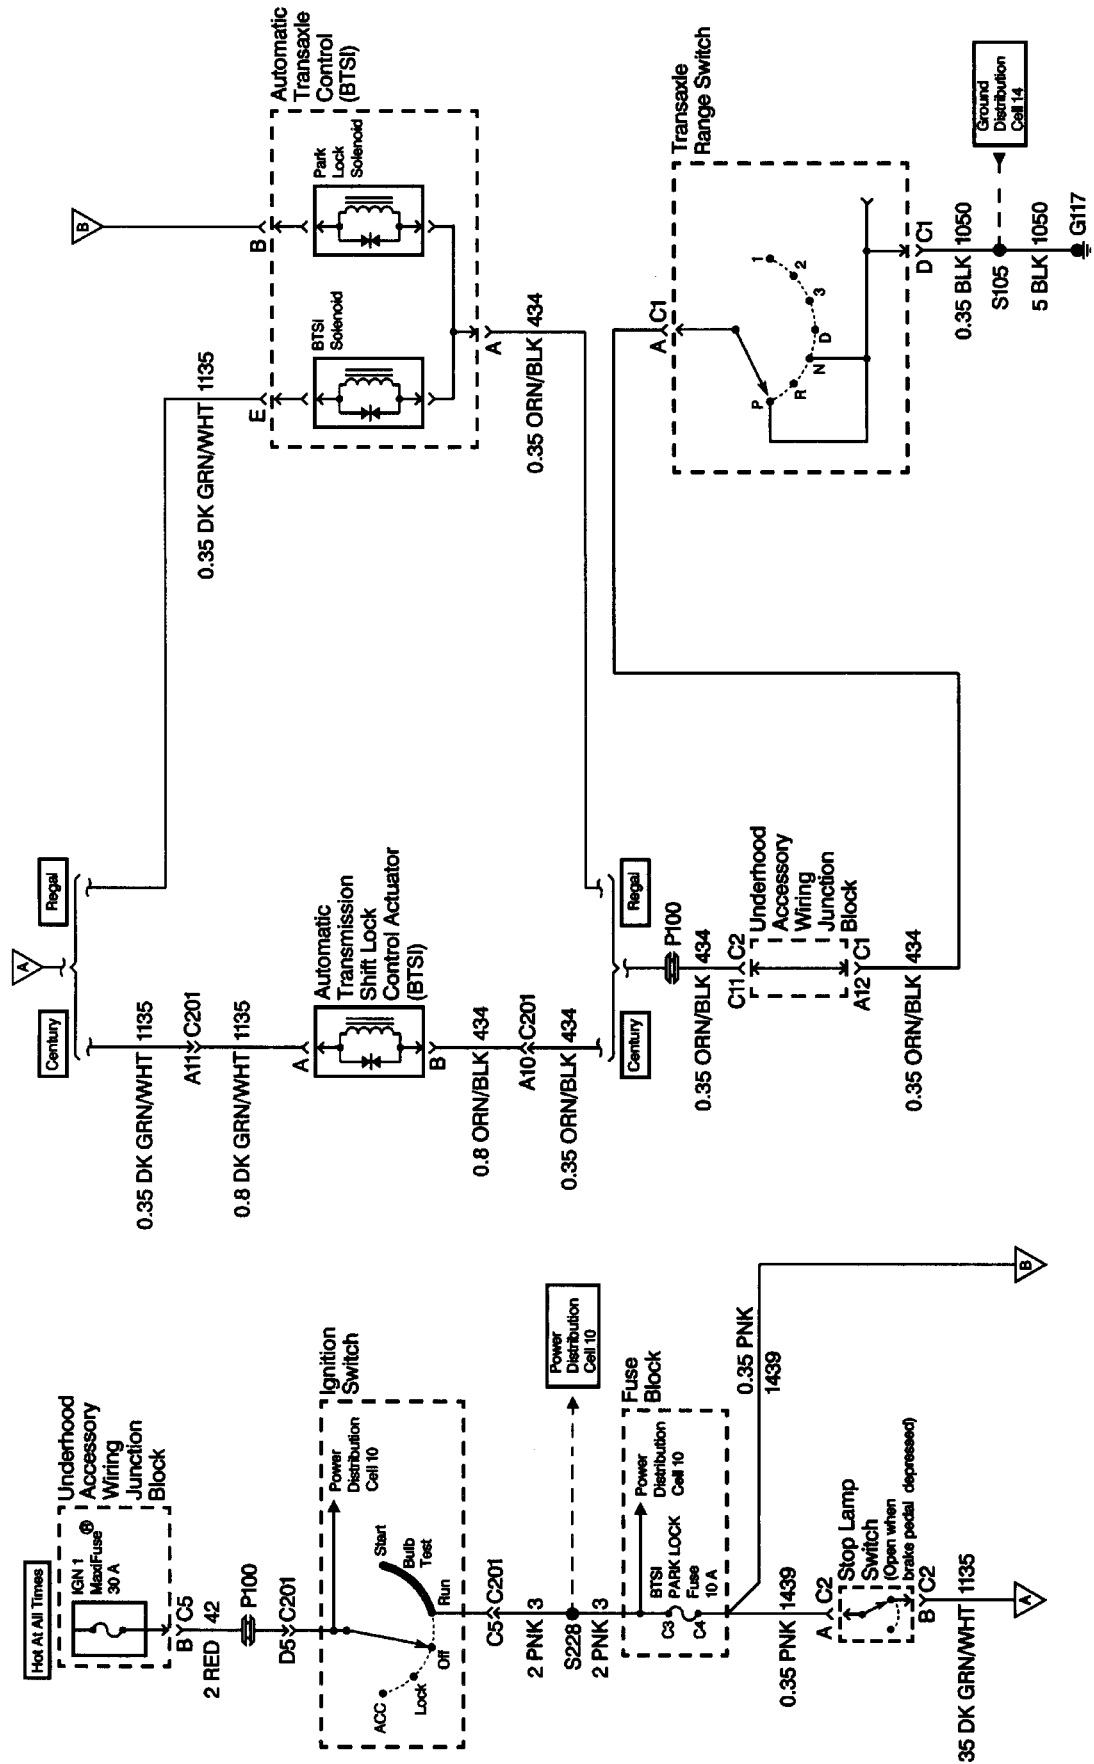 Hot At All Times
IGN 1
MaxiFuse®
30 A
Underhood
Accessory
Wiring
Junction
Block
B C5
2 RED 42
P100
D5 C201
Power
Distribution
Cell 10
Ignition
Switch
ACC
Lock
Off
Run
Bulb
Test
Start
C5 C201
2 PNK 3
S228
Power
Distribution
Cell 10
2 PNK 3
Power
Distribution
Cell 10
Fuse
Block
BTSI
PARK LOCK
Fuse
10 A
C3
C4
0.35 PNK
1439
0.35 PNK 1439
A C2
Stop Lamp
Switch
(Open when
brake pedal depressed)
B C2
35 DK GRN/WHT 1135
A
B
A
Century
Regal
0.35 DK GRN/WHT 1135
A11 C201
0.8 DK GRN/WHT 1135
A
Automatic
Transmission
Shift Lock
Control Actuator
(BTSI)
B
0.8 ORN/BLK 434
A10 C201
0.35 ORN/BLK 434
Century
Regal
P100
0.35 ORN/BLK 434
C11 C2
Underhood
Accessory
Wiring
Junction
Block
A12 C1
0.35 ORN/BLK 434
B
0.35 DK GRN/WHT 1135
E
B
Automatic
Transaxle
Control
(BTSI)
BTSI
Solenoid
Park
Lock
Solenoid
A
0.35 ORN/BLK 434
A C1
Transaxle
Range Switch
P
R
N
D
3
2
1
D C1
0.35 BLK 1050
S105
Ground
Distribution
Cell 14
5 BLK 1050
G117